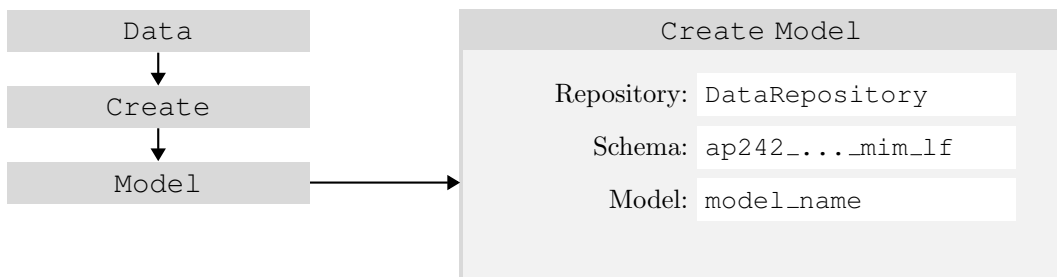 Data
Create
Model
Create Model
Repository: DataRepository
Schema: ap242_..._mim_lf
Model: model_name